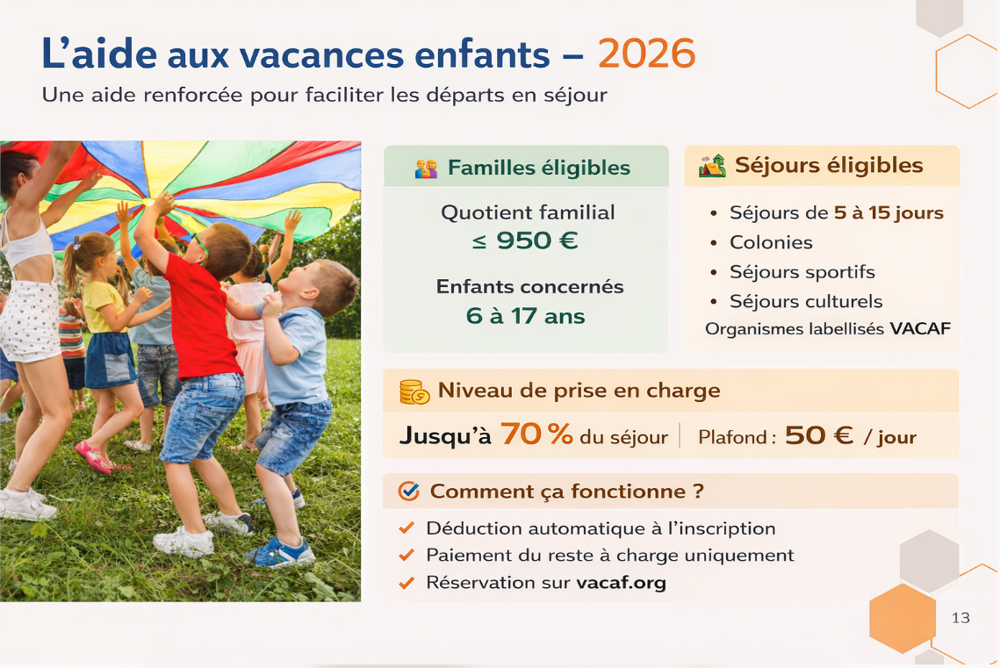 L’aide aux vacances enfants – 2026
Une aide renforcée pour faciliter les départs en séjour
Familles éligibles
Quotient familial
≤ 950 €
Enfants concernés
6 à 17 ans
Séjours éligibles
• Séjours de 5 à 15 jours
• Colonies
• Séjours sportifs
• Séjours culturels
Organismes labellisés VACAF
Niveau de prise en charge
Jusqu’à 70 % du séjour | Plafond : 50 € / jour
Comment ça fonctionne ?
Déduction automatique à l’inscription
Paiement du reste à charge uniquement
Réservation sur vacaf.org
13